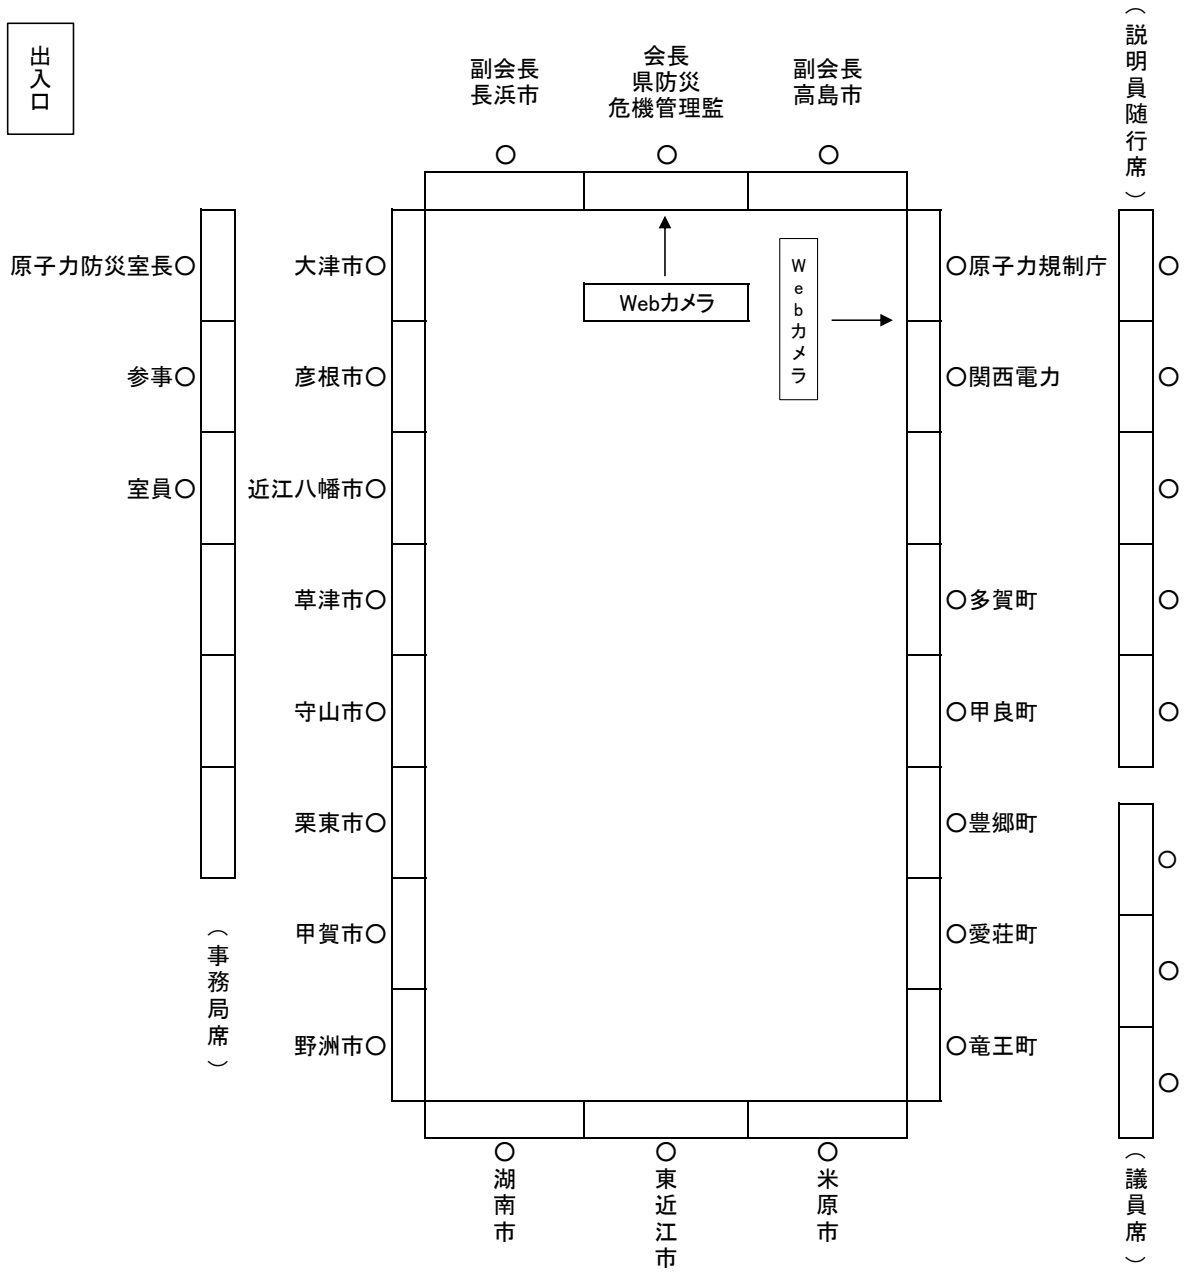 出入口
副会長
長浜市
会長
県防災
危機管理監
副会長
高島市
（説明員随行席）
原子力防災室長○
大津市○
Webカメラ
Webカメラ
○原子力規制庁
参事○
彦根市○
○関西電力
室員○
近江八幡市○
草津市○
○多賀町
守山市○
○甲良町
栗東市○
○豊郷町
甲賀市○
○愛荘町
（事務局席）
野洲市○
○竜王町
湖南市
東近江市
米原市
（議員席）